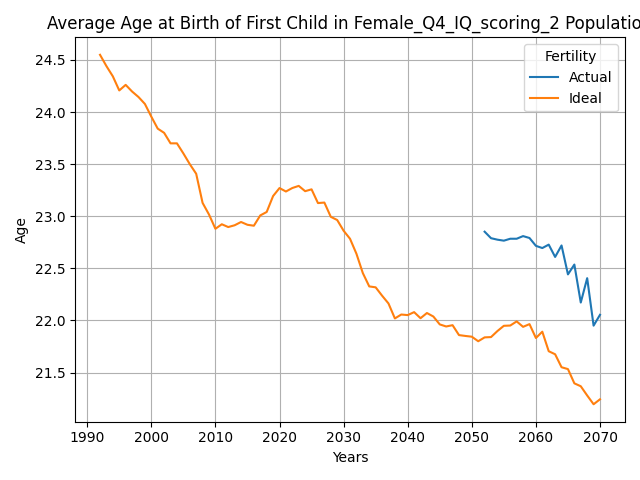 Average Age at Birth of First Child in Female_Q4_IQ_scoring_2 Populatio
Fertility
Actual
Ideal
24.5
24.0
23.5
23.0
22.5
22.0
21.5
Age
1990 2000 2010 2020 2030 2040 2050 2060 2070
Years